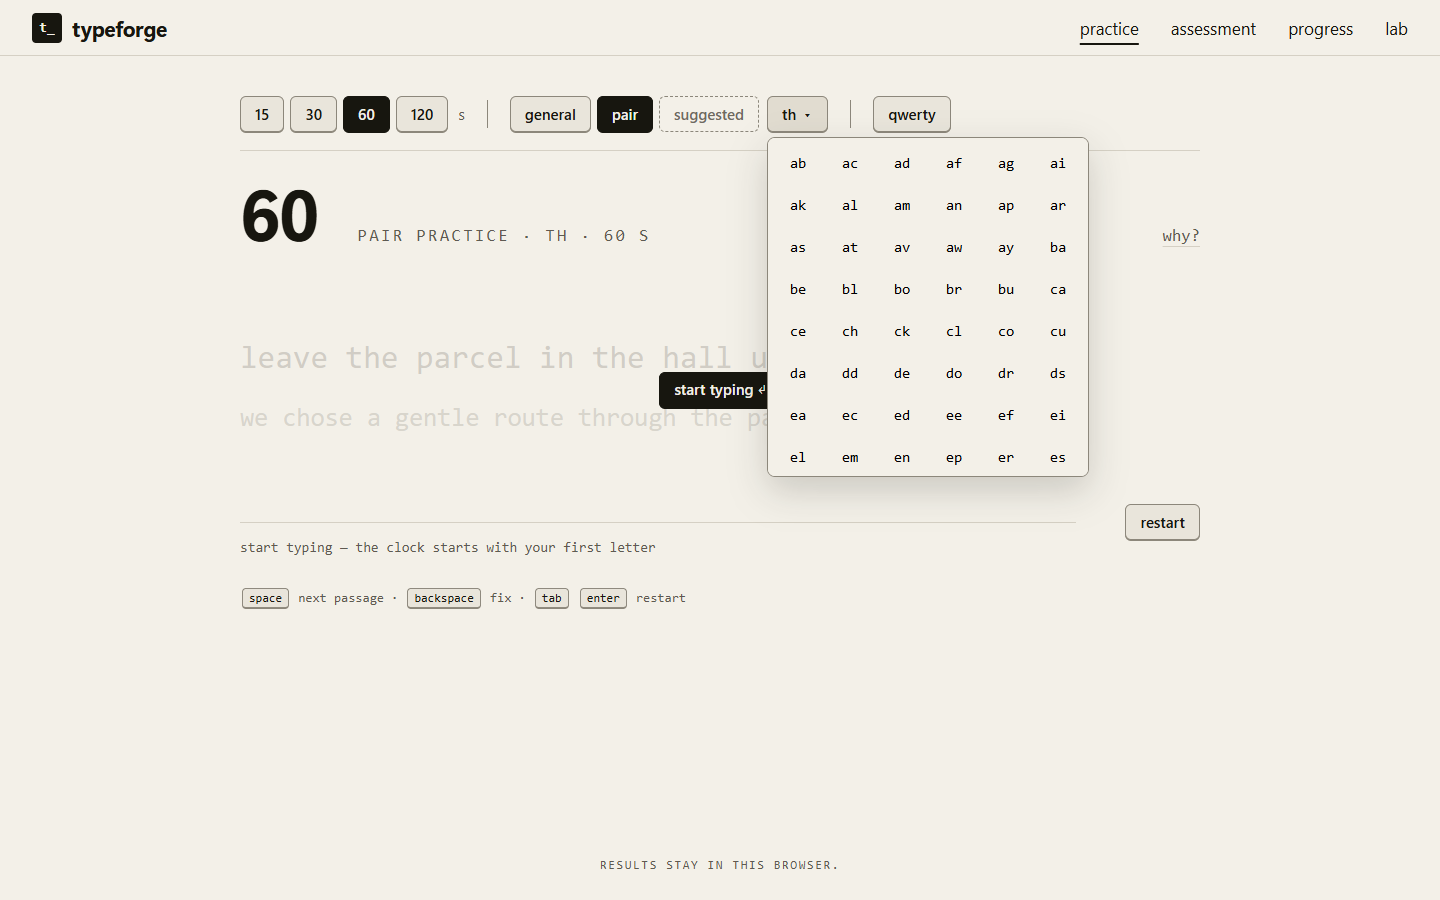 t_ typeforge practice assessment progress lab
15 30 60 120 s general pair suggested th qwerty
ab ac ad af ag ai
ak al am an ap ar
as at av aw ay ba
be bl bo br bu ca
ce ch ck cl co cu
da dd de do dr ds
ea ec ed ee ef ei
el em en ep er es
60 PAIR PRACTICE · TH · 60 S why?
leave the parcel in the hall u
start typing ↵
we chose a gentle route through the pa
restart
start typing — the clock starts with your first letter
space next passage · backspace fix · tab enter restart
RESULTS STAY IN THIS BROWSER.